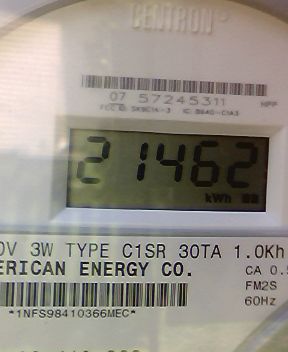 CENTRON
07 57245311
HPP
21462
kWh
0V 3W TYPE C1SR 30TA 1.0Kh
ERICAN ENERGY CO.
CA 0.5
FM2S
60Hz
*1NFS98410366MEC*